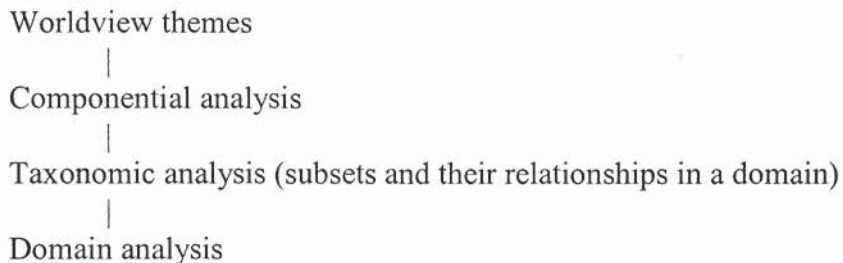 Worldview themes
Componential analysis
Taxonomic analysis (subsets and their relationships in a domain)
Domain analysis